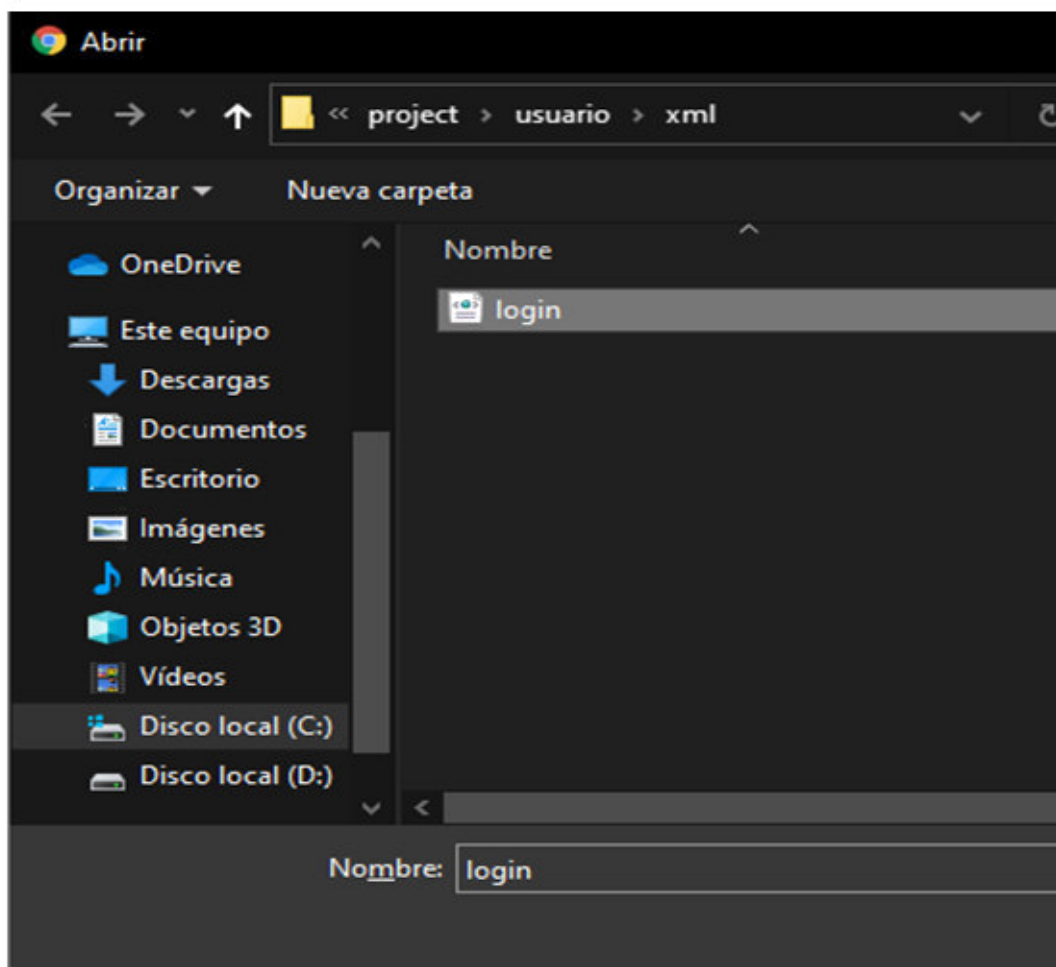 Abrir
« project > usuario > xml
Organizar Nueva carpeta
Nombre
login
OneDrive
Este equipo
Descargas
Documentos
Escritorio
Imágenes
Música
Objetos 3D
Vídeos
Disco local (C:)
Disco local (D:)
Nombre: login